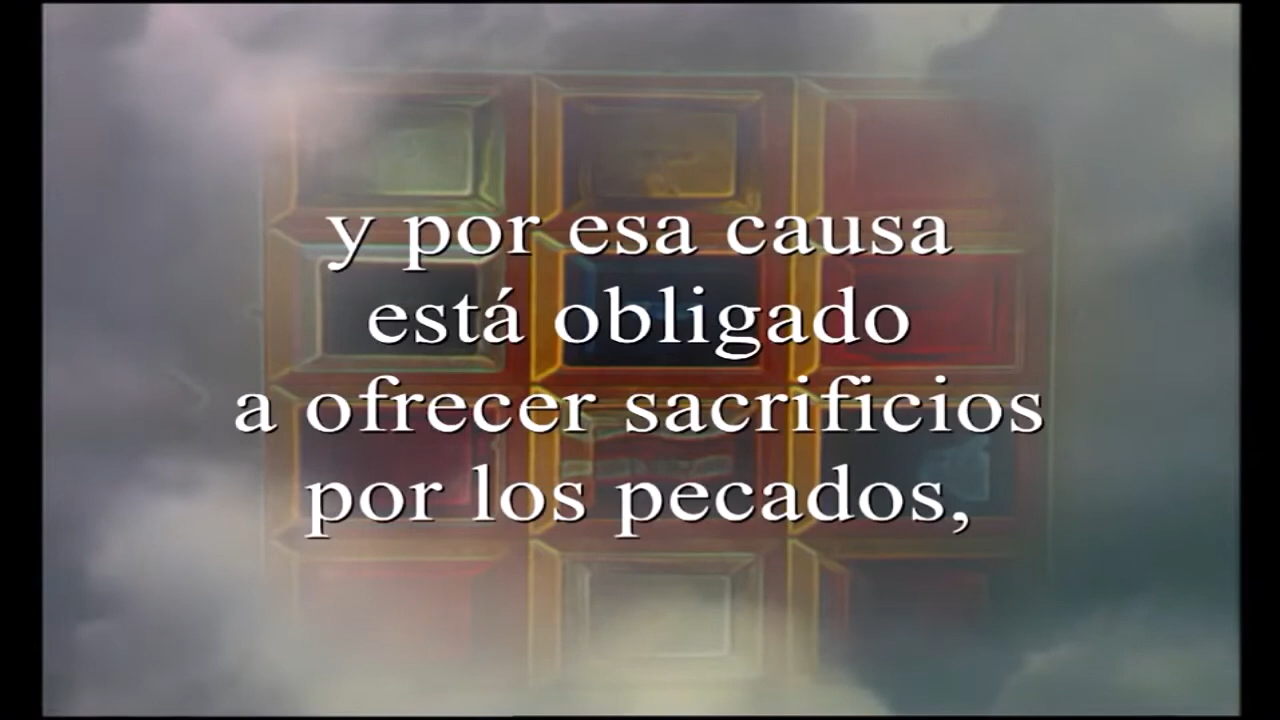 y por esa causa
está obligado
a ofrecer sacrificios
por los pecados,